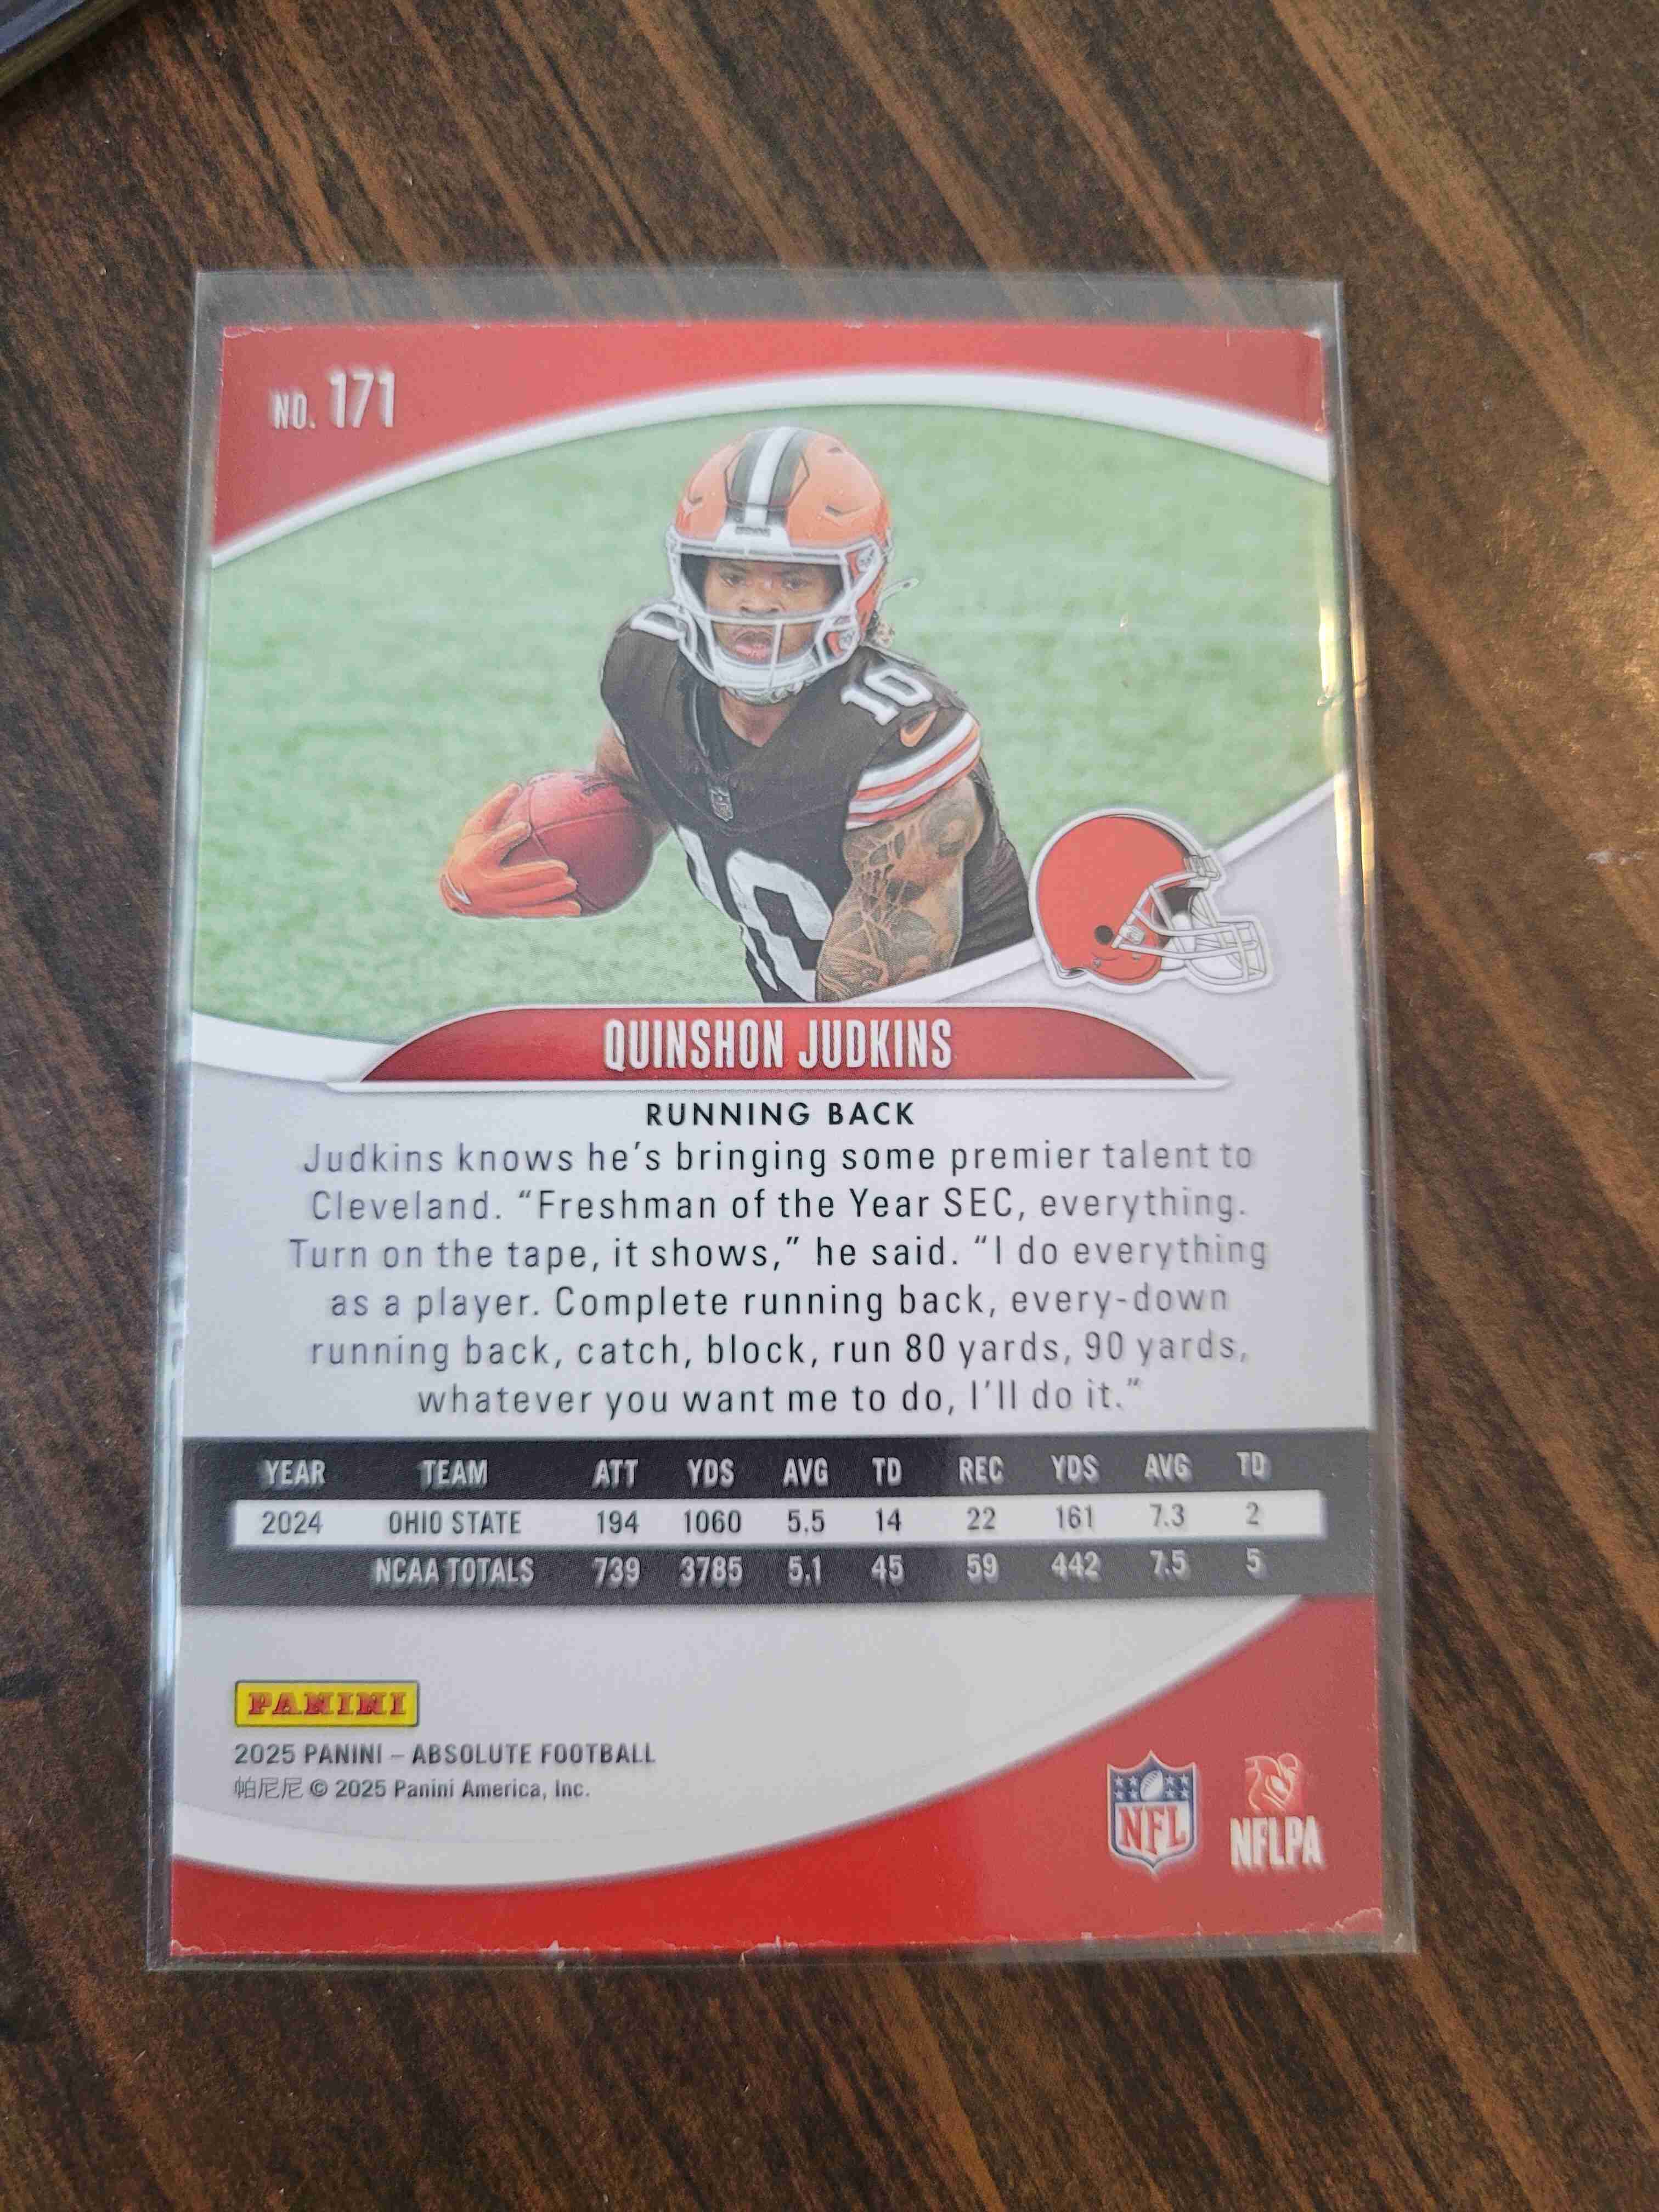 NO. 171
10
10
QUINSHON JUDKINS
RUNNING BACK
Judkins knows he's bringing some premier talent to
Cleveland. “Freshman of the Year SEC, everything.
Turn on the tape, it shows,” he said. “I do everything
as a player. Complete running back, every-down
running back, catch, block, run 80 yards, 90 yards,
whatever you want me to do, I'll do it.”
YEAR TEAM ATT YDS AVG TD REC YDS AVG TD
2024 OHIO STATE 194 1060 5.5 14 22 161 7.3 2
NCAA TOTALS 739 3785 5.1 45 59 442 7.5 5
PANINI
2025 PANINI – ABSOLUTE FOOTBALL
帕尼尼 © 2025 Panini America, Inc.
NFL
NFLPA